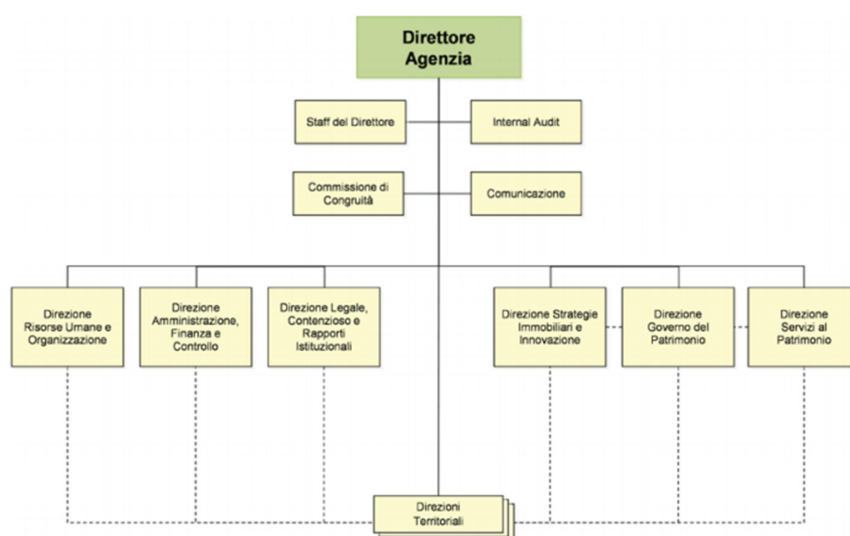 Direttore
Agenzia
Staff del Direttore
Internal Audit
Commissione di
Congruità
Comunicazione
Direzione
Risorse Umane e
Organizzazione
Direzione
Amministrazione,
Finanza e
Controllo
Direzione Legale,
Contenzioso e
Rapporti
Istituzionali
Direzione Strategie
Immobiliari e
Innovazione
Direzione
Governo del
Patrimonio
Direzione
Servizi al
Patrimonio
Direzioni
Territoriali